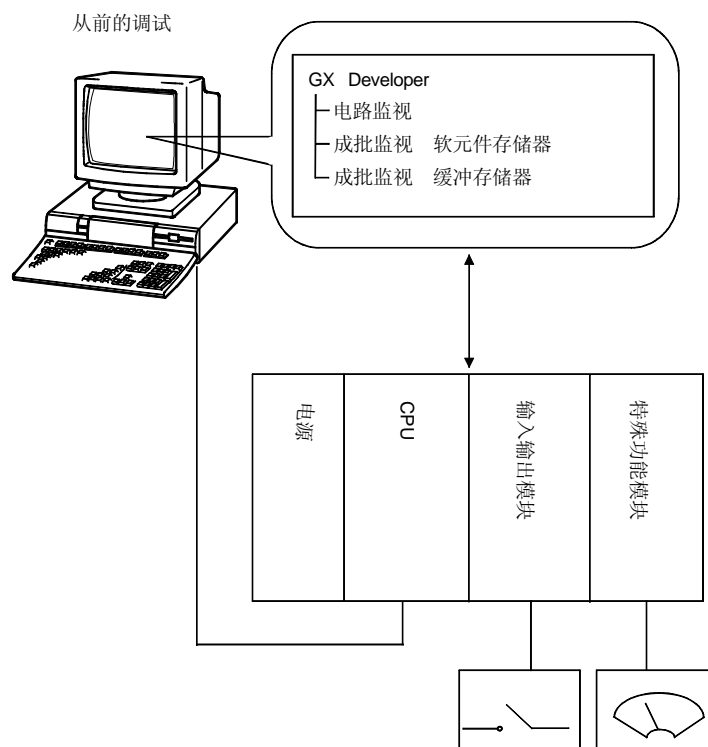 从前的调试
GX Developer
电路监视
成批监视 软元件存储器
成批监视 缓冲存储器
电源
CPU
输入输出模块
特殊功能模块